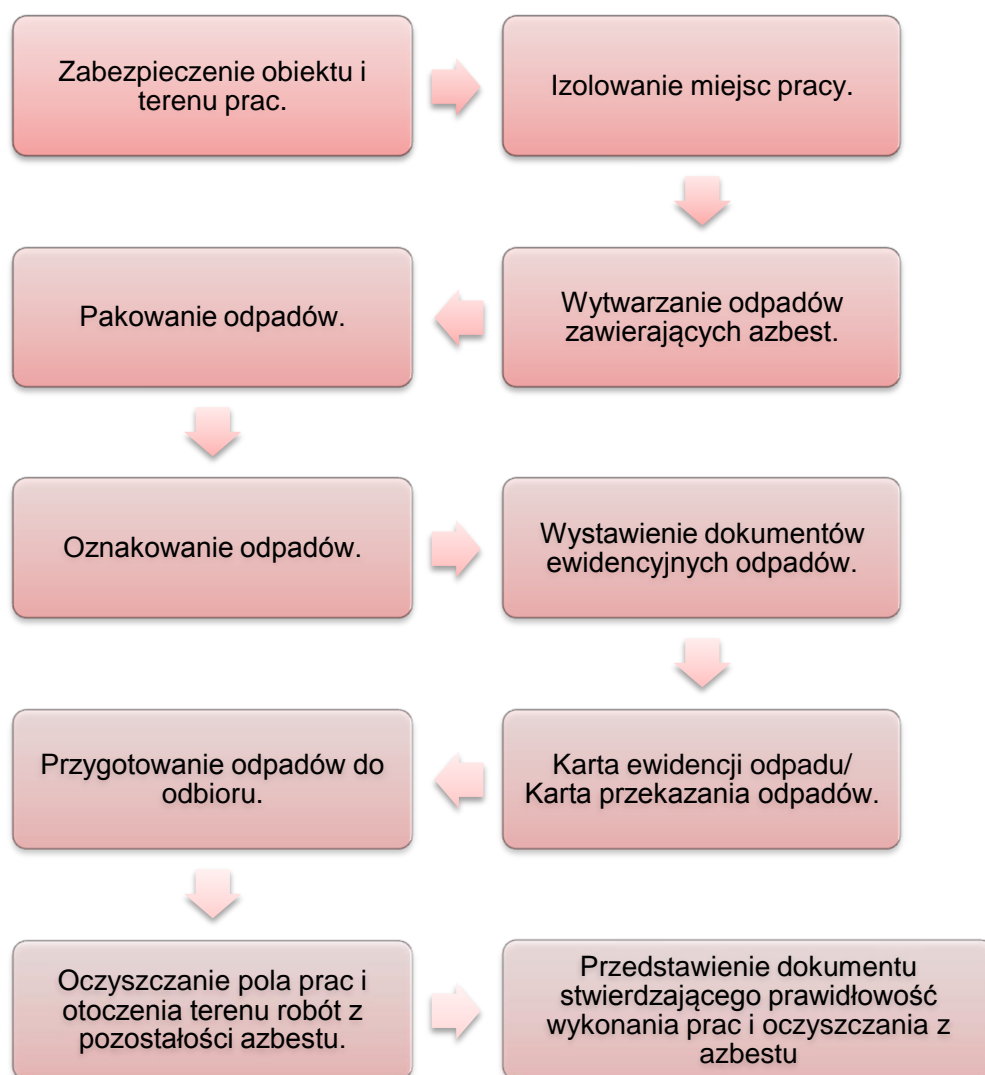 Zabezpieczenie obiektu i
terenu prac.
Izolowanie miejsc pracy.
Wytwarzanie odpadów
zawierających azbest.
Pakowanie odpadów.
Oznakowanie odpadów.
Wystawienie dokumentów
ewidencyjnych odpadów.
Karta ewidencji odpadu/
Karta przekazania odpadów.
Przygotowanie odpadów do
odbioru.
Oczyszczanie pola prac i
otoczenia terenu robót z
pozostałości azbestu.
Przedstawienie dokumentu
stwierdzającego prawidłowość
wykonania prac i oczyszczania z
azbestu